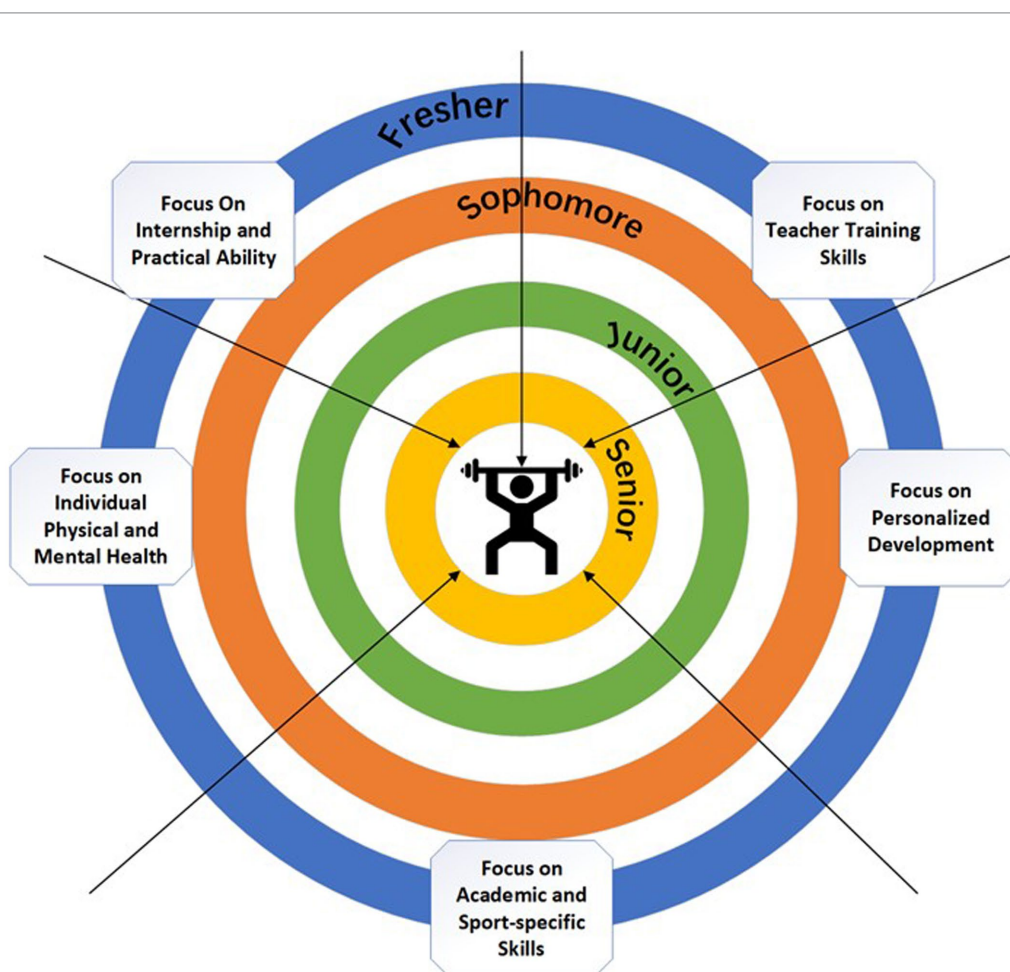 Fresher
Sophomore
Junior
Senior
Focus On
Internship and
Practical Ability
Focus on
Teacher Training
Skills
Focus on
Individual
Physical and
Mental Health
Focus on
Personalized
Development
Focus on
Academic and
Sport-specific
Skills